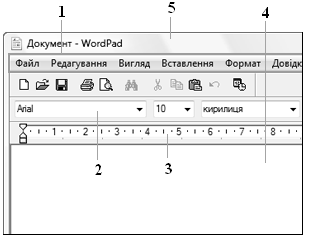 1 5 4
Документ - WordPad
Файл Редагування Вигляд Вставлення Формат Довідк
Arial 10 кирилиця
1 2 3 4 5 6 7 8
2 3